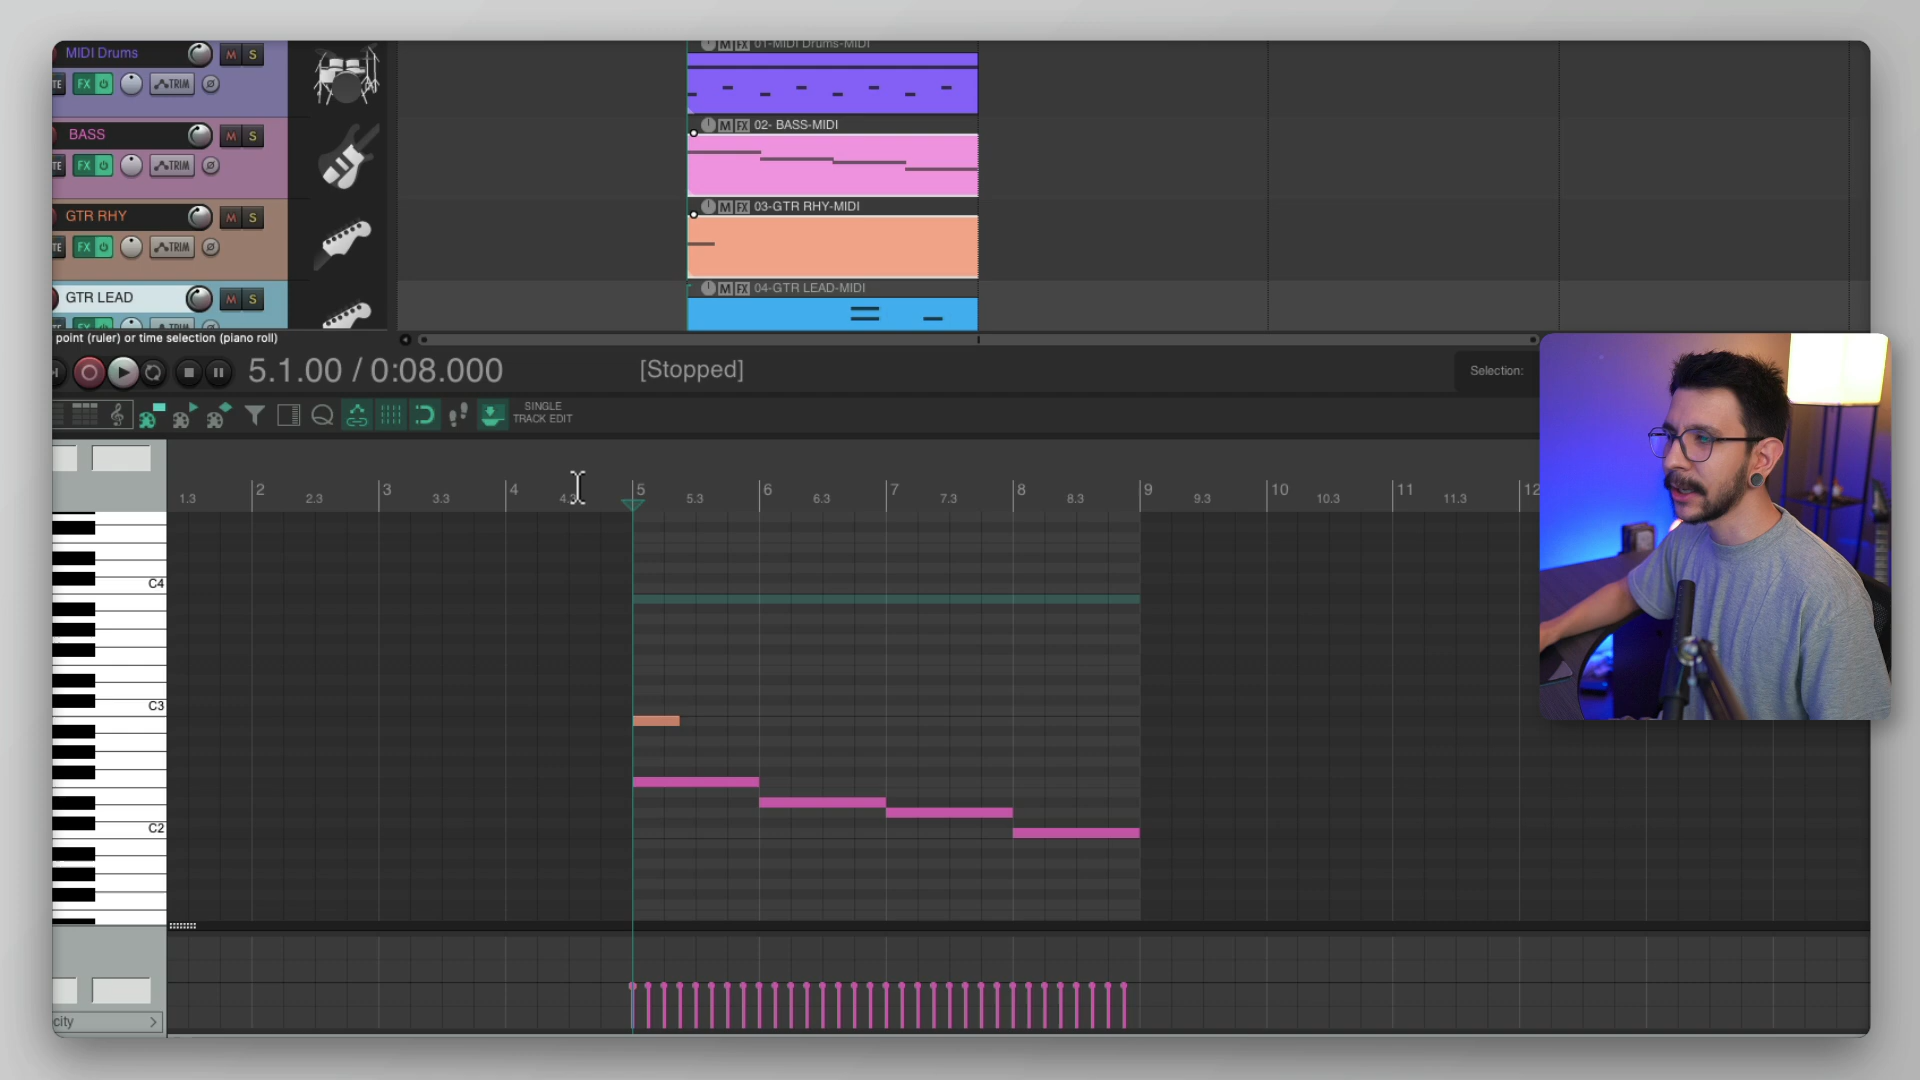 MIDI Drums
M S
01-MIDI Drums-MIDI
M FX
TE FX TRIM
BASS
M S
M FX 02- BASS-MIDI
TE FX TRIM
GTR RHY
M S
M FX 03-GTR RHY-MIDI
TE FX TRIM
GTR LEAD
M S
M FX 04-GTR LEAD-MIDI
point (ruler) or time selection (piano roll)
5.1.00 / 0:08.000
[Stopped]
Selection:
SINGLE
TRACK EDIT
1.3 2 2.3 3 3.3 4 4.3 5 5.3 6 6.3 7 7.3 8 8.3 9 9.3 10 10.3 11 11.3 12
C4
C3
C2
city